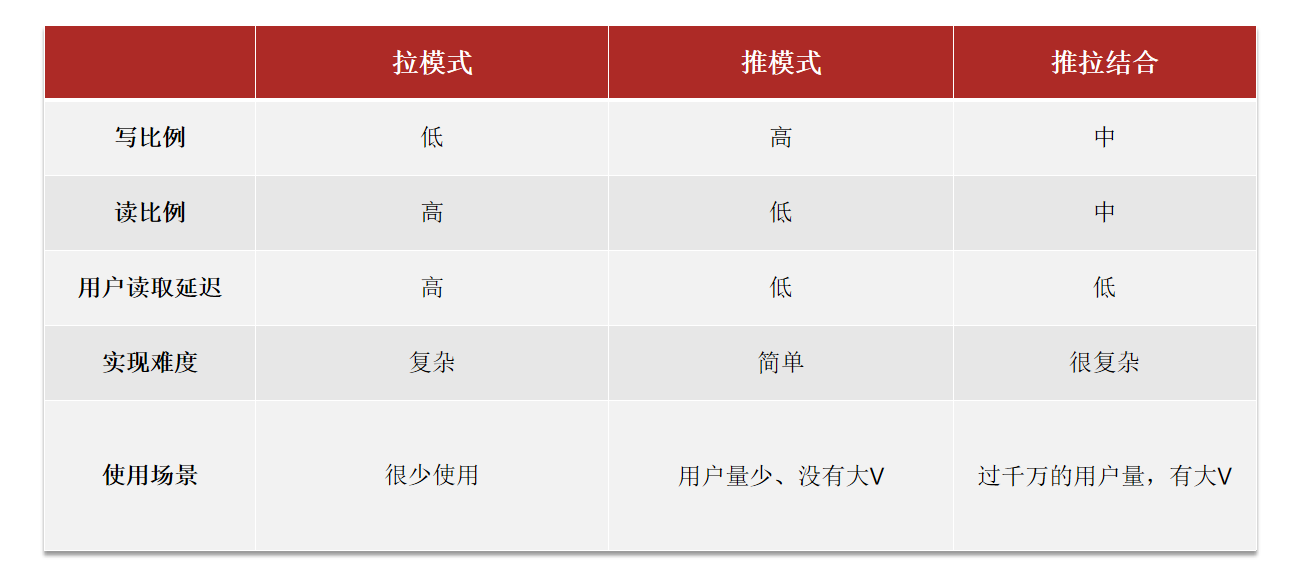 拉模式 推模式 推拉结合
写比例 低 高 中
读比例 高 低 中
用户读取延迟 高 低 低
实现难度 复杂 简单 很复杂
使用场景 很少使用 用户量少、没有大V 过千万的用户量，有大V